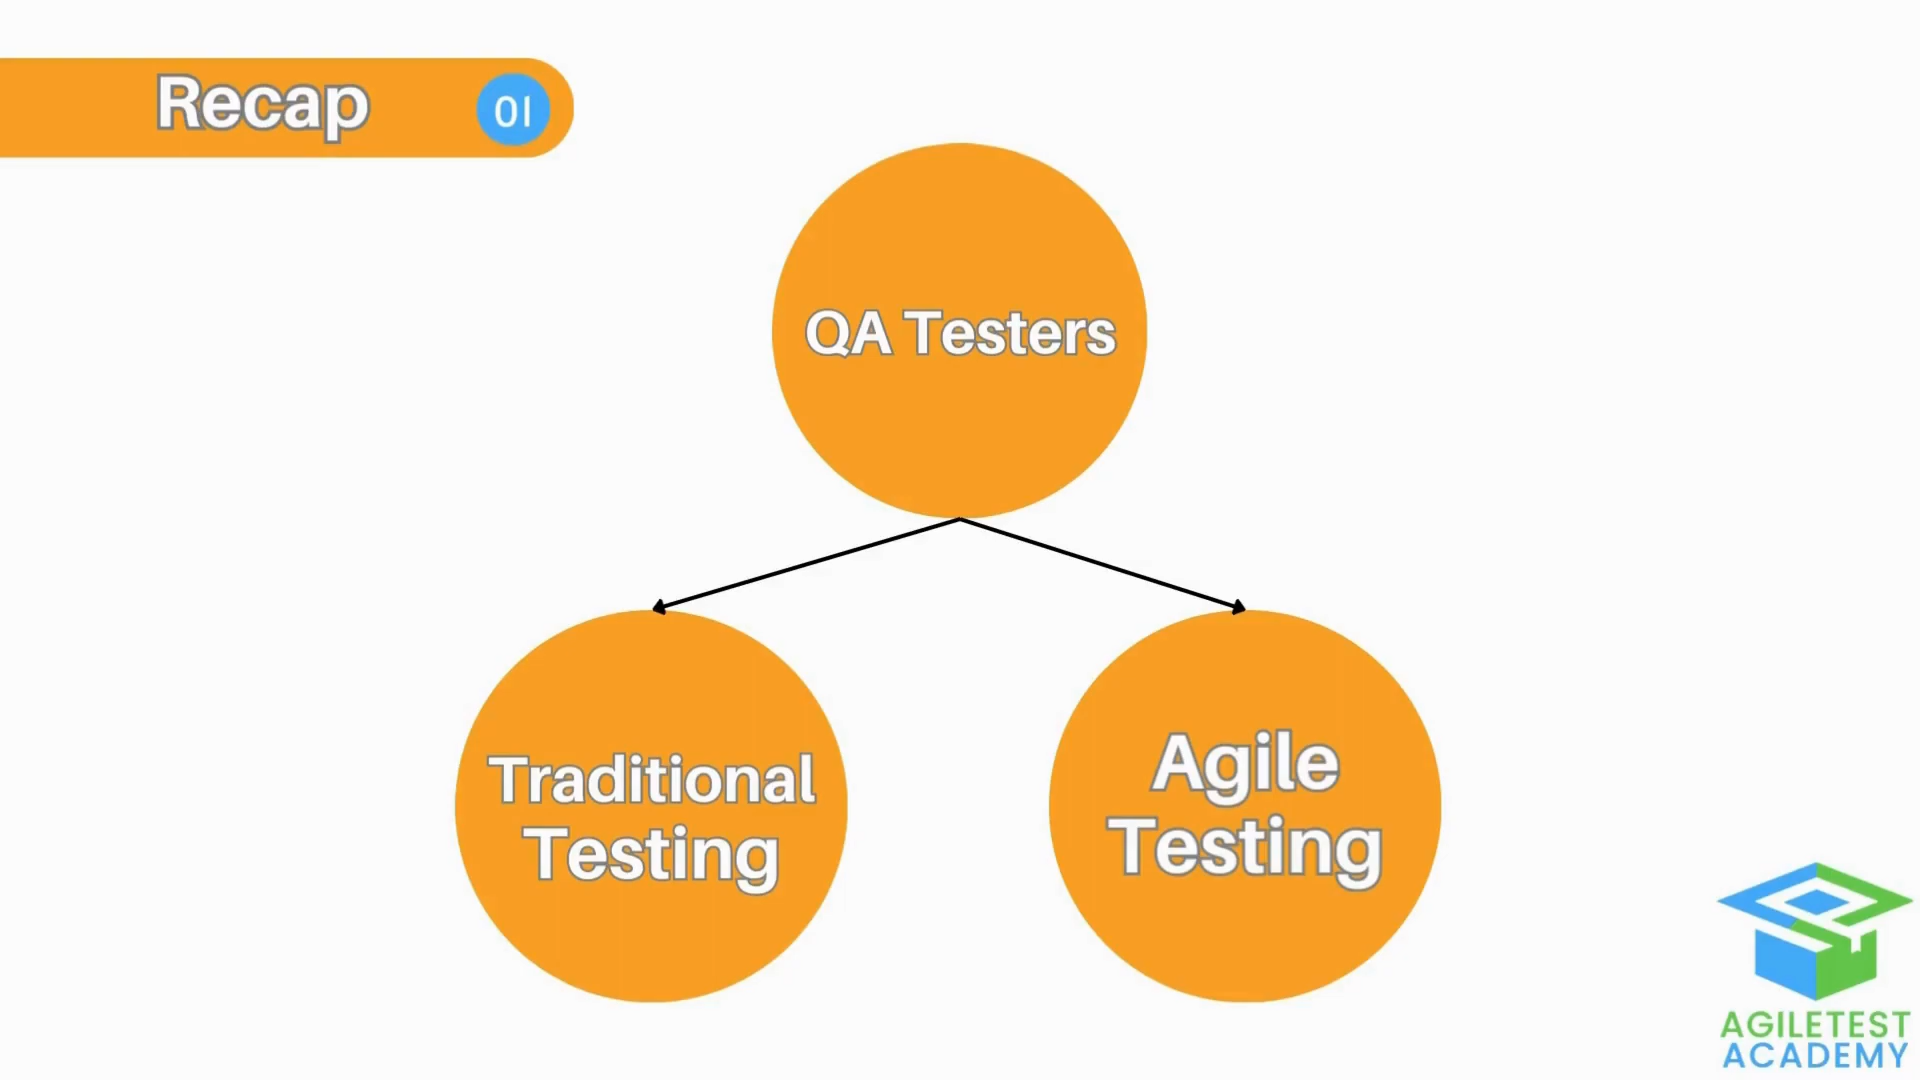 Recap
01
QA Testers
Traditional
Testing
Agile
Testing
AGILETEST
ACADEMY